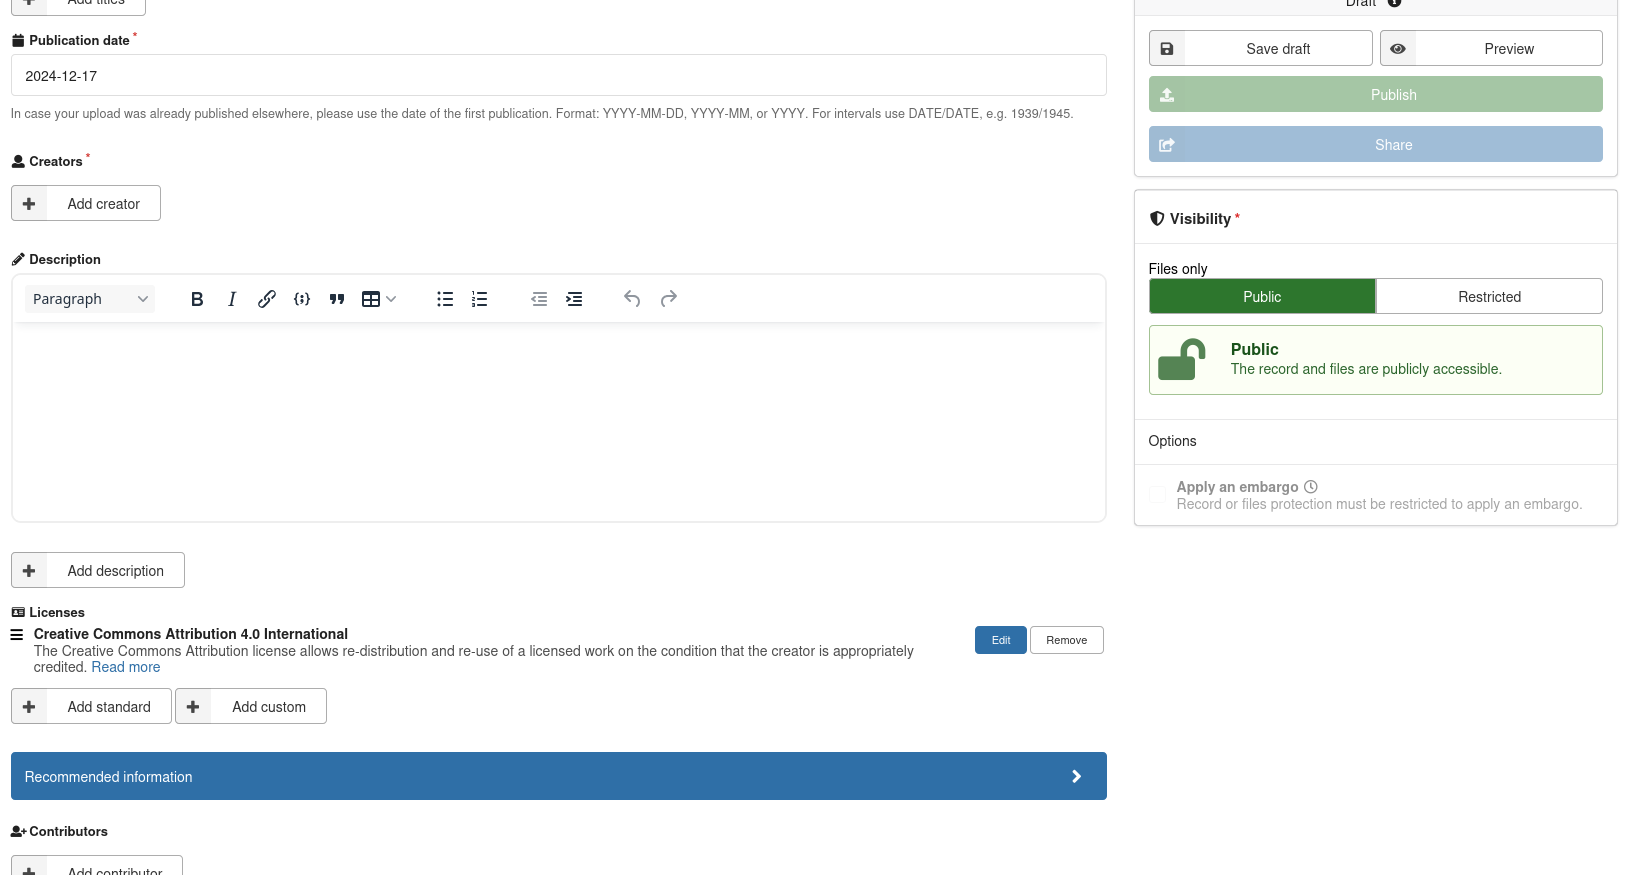 Add titles
Publication date *
2024-12-17
In case your upload was already published elsewhere, please use the date of the first publication. Format: YYYY-MM-DD, YYYY-MM, or YYYY. For intervals use DATE/DATE, e.g. 1939/1945.
Creators *
Add creator
Description
Paragraph
Add description
Licenses
Creative Commons Attribution 4.0 International
The Creative Commons Attribution license allows re-distribution and re-use of a licensed work on the condition that the creator is appropriately
credited. Read more
Edit
Remove
Add standard
Add custom
Recommended information
Contributors
Add contributor
Draft
Save draft
Preview
Publish
Share
Visibility *
Files only
Public
Restricted
Public
The record and files are publicly accessible.
Options
Apply an embargo
Record or files protection must be restricted to apply an embargo.